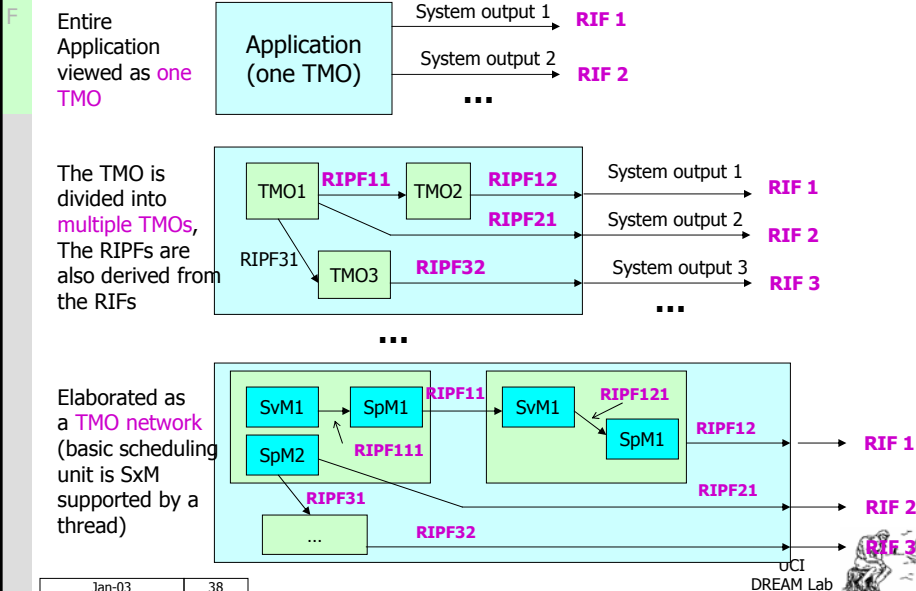 F
Entire
Application
viewed as one
TMO
Application
(one TMO)
System output 1
RIF 1
System output 2
RIF 2
...
The TMO is
divided into
multiple TMOs,
The RIPFs are
also derived from
the RIFs
TMO1
RIPF11
TMO2
RIPF12
System output 1
RIF 1
RIPF21
System output 2
RIF 2
RIPF31
TMO3
RIPF32
System output 3
RIF 3
...
...
Elaborated as
a TMO network
(basic scheduling
unit is SxM
supported by a
thread)
SvM1
SpM1
RIPF11
SvM1
RIPF121
SpM1
RIPF12
RIF 1
RIPF111
SpM2
RIPF31
RIPF21
RIF 2
...
RIPF32
RIF 3
Jan-03
38
UCI
DREAM Lab